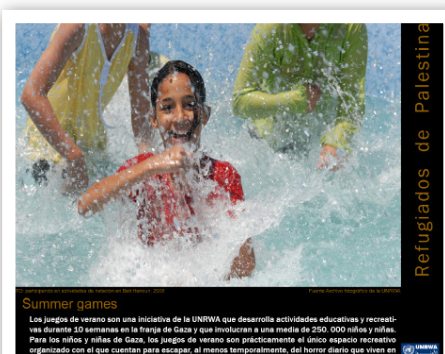 Refugiados de Palestina
participando en actividades de natación en Beit Hanoun, 2009
Fuente: Archivo fotográfico de la UNRWA
Summer games
Los juegos de verano son una iniciativa de la UNRWA que desarrolla actividades educativas y recreati-
vas durante 10 semanas en la franja de Gaza y que involucran a una media de 250. 000 niños y niñas.
Para los niños y niñas de Gaza, los juegos de verano son prácticamente el único espacio recreativo
organizado con el que cuentan para escapar, al menos temporalmente, del horror diario que viven en